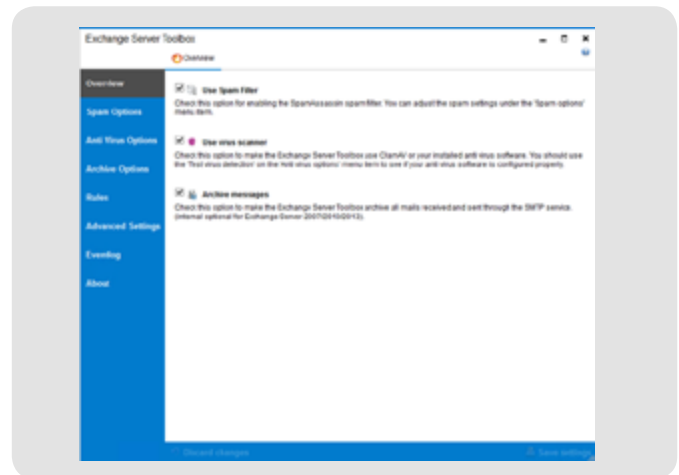 Exchange Server Toolbox
Overview
Overview
Spam Options
Anti Virus Options
Archive Options
Rules
Advanced Settings
Eventlog
About
Use Spam Filter
Check this option for enabling the SpamAssassin spam filter. You can adjust the spam settings under the 'Spam options'
menu item.
Use virus scanner
Check this option to make the Exchange Server Toolbox use ClamAV or your installed anti virus software. You should use
the 'Test virus detection' on the 'Anti virus options' menu item to see if your anti virus software is configured properly.
Archive messages
Check this option to make the Exchange Server Toolbox archive all mails received and sent through the SMTP service.
(internal optional for Exchange Server 2007/2010/2013).
Discard changes
Save settings